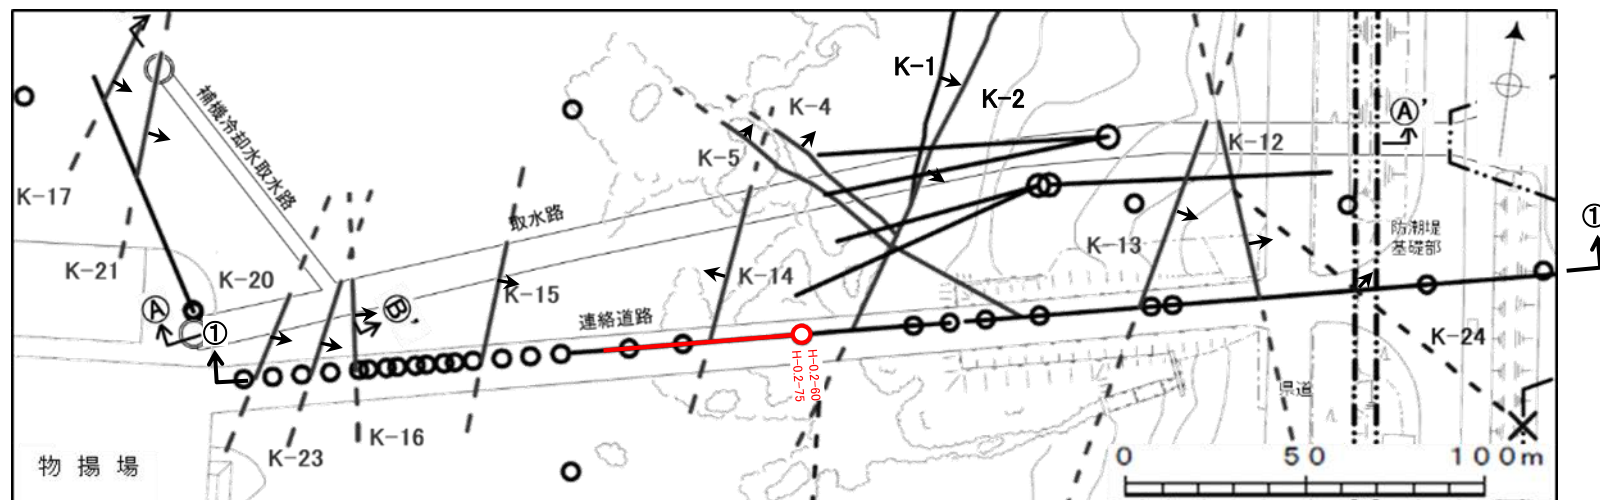 K-1
K-2
K-4
K-5
A'
K-12
補機冷却水取水路
K-17
取水路
①
防潮堤
基礎部
K-13
K-21
K-20
K-14
K-15
A
①
B'
連絡道路
K-24
H-0.2-75
H-0.2-60
県道
K-16
K-23
物揚場
0 50 100m